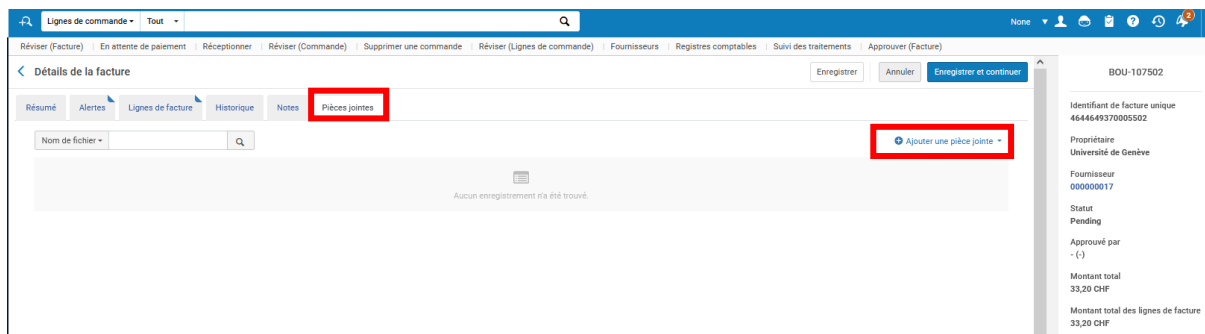 Lignes de commande Tout None 2
Réviser (Facture) En attente de paiement Réceptionner Réviser (Commande) Supprimer une commande Réviser (Lignes de commande) Fournisseurs Registres comptables Suivi des traitements Approuver (Facture)
Détails de la facture Enregistrer Annuler Enregistrer et continuer
Résumé Alertes Lignes de facture Historique Notes Pièces jointes
Nom de fichier Ajouter une pièce jointe
Aucun enregistrement n'a été trouvé.
BOU-107502
Identifiant de facture unique
4644649370005502
Propriétaire
Université de Genève
Fournisseur
000000017
Statut
Pending
Approuvé par
- (-)
Montant total
33,20 CHF
Montant total des lignes de facture
33,20 CHF